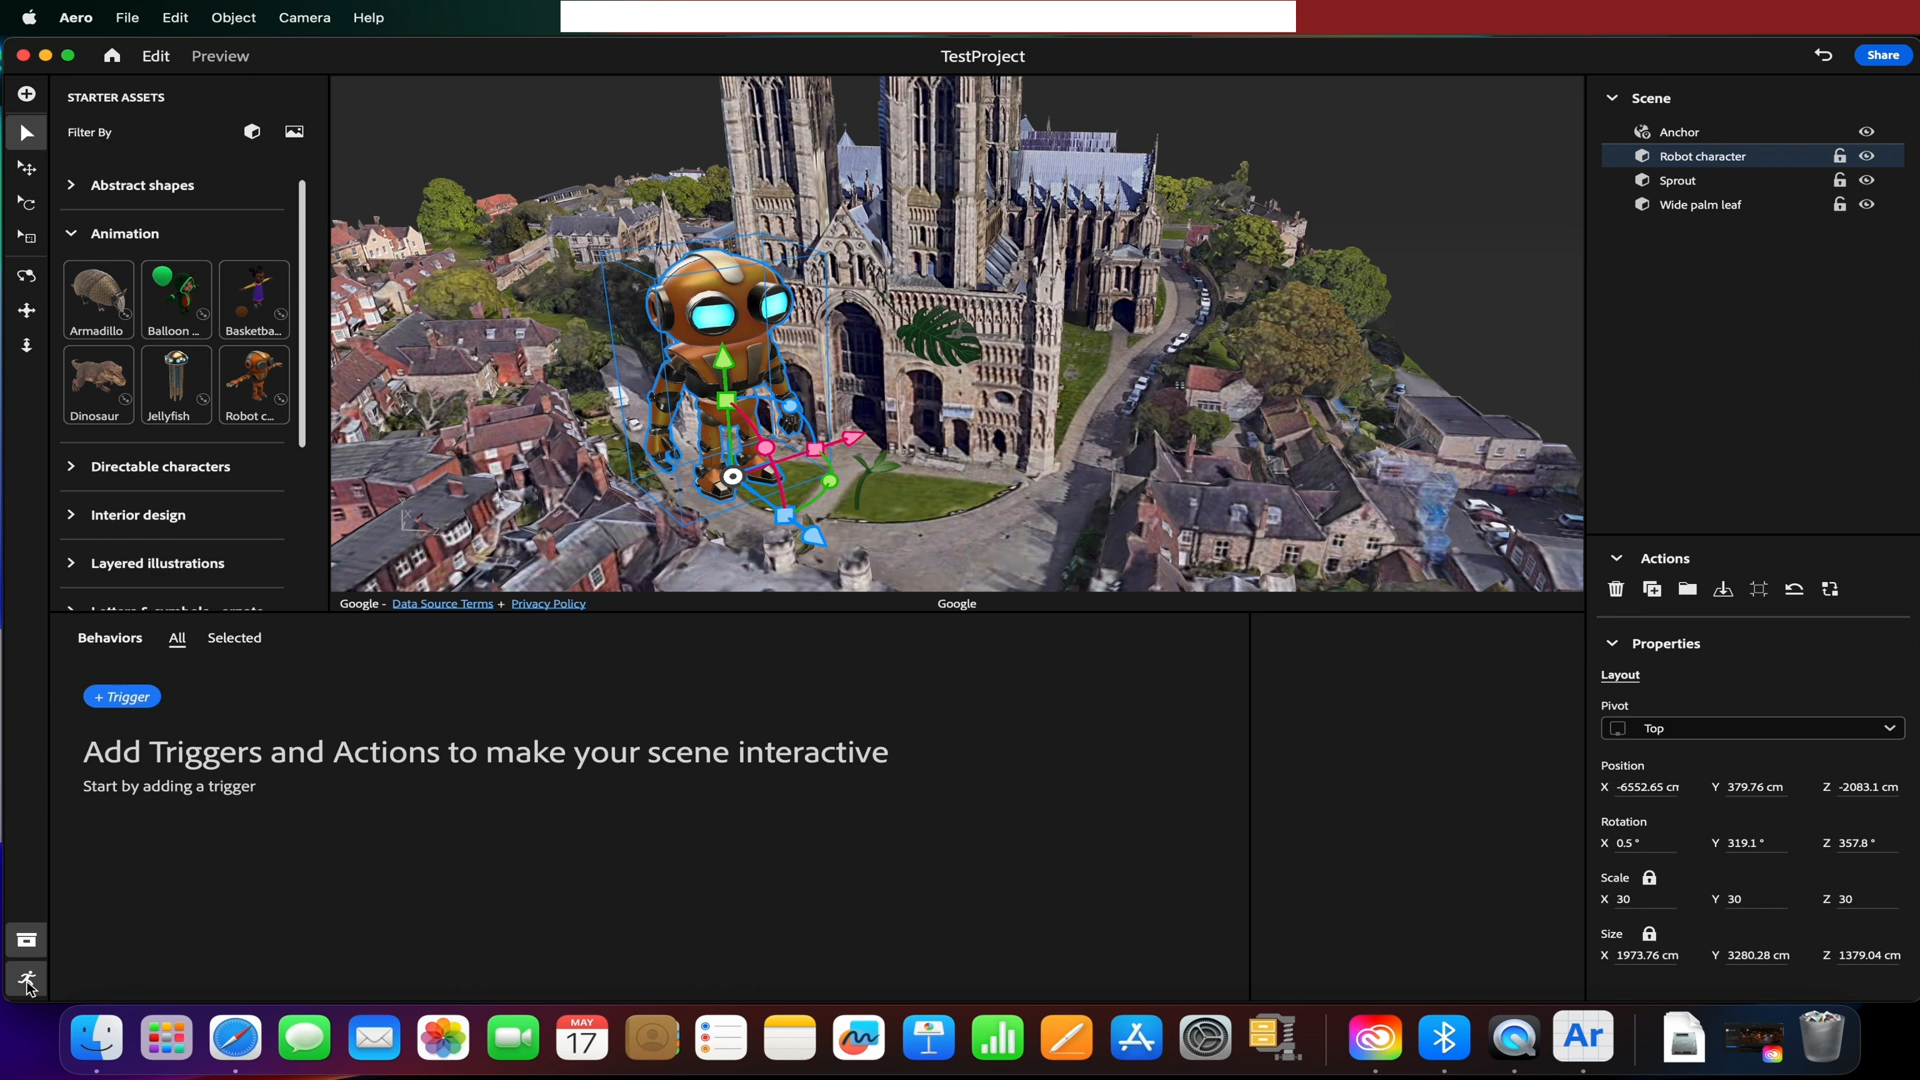 Aero File Edit Object Camera Help
Edit Preview
TestProject
Share
STARTER ASSETS
Filter By
Abstract shapes
Animation
Armadillo
Balloon ...
Basketba...
Dinosaur
Jellyfish
Robot c...
Directable characters
Interior design
Layered illustrations
Google - Data Source Terms + Privacy Policy
Google
Scene
Anchor
Robot character
Sprout
Wide palm leaf
Behaviors All Selected
+ Trigger
Add Triggers and Actions to make your scene interactive
Start by adding a trigger
Actions
Properties
Layout
Pivot
Top
Position
X -6552.65 cm Y 379.76 cm Z -2083.1 cm
Rotation
X 0.5 ° Y 319.1 ° Z 357.8 °
Scale
X 30 Y 30 Z 30
Size
X 1973.76 cm Y 3280.28 cm Z 1379.04 cm
MAY
17
Ar